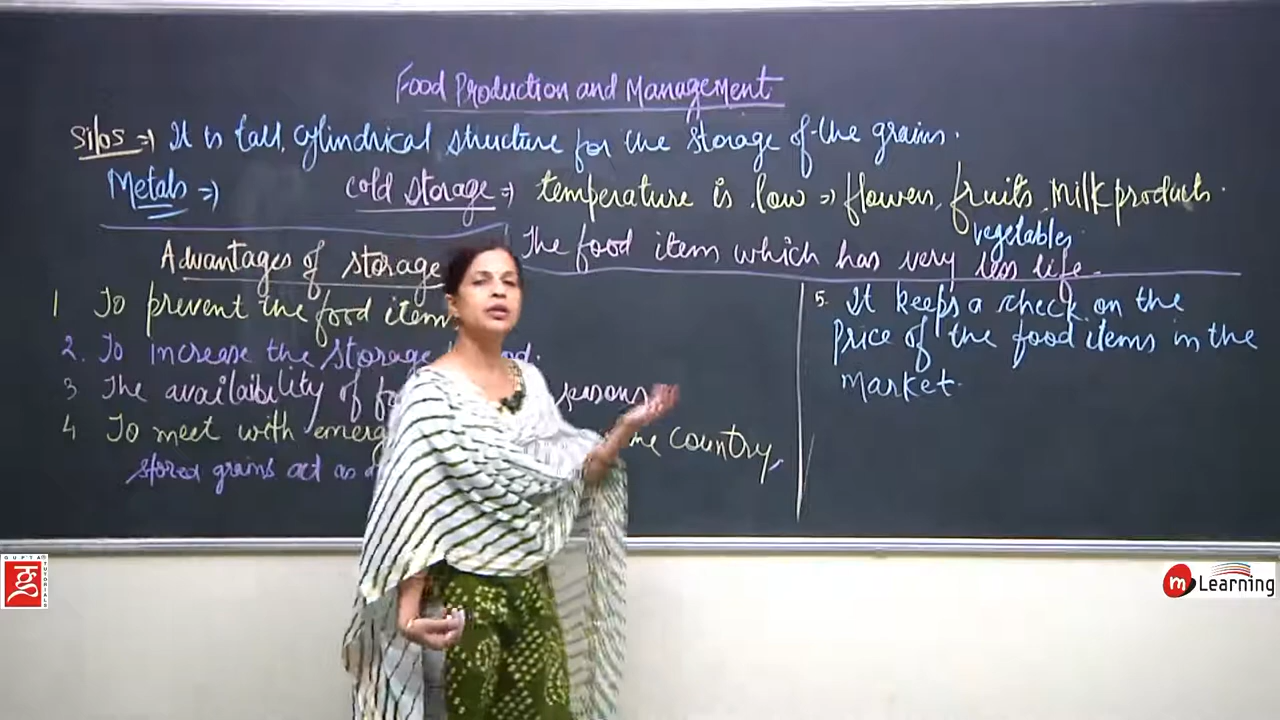 Food Production and Management
Silos => It is tall, cylindrical structure for the storage of the grains.
Metals => cold storage => temperature is low => flowers, fruits, Milk products.
vegetables
The food item which has very less life.
Advantages of storage
1 To prevent the food item
2. To increase the storage
3 The availability of seasons
4 To meet with country,
stored grains act as
5. It keeps a check on the
Price of the food items in the
market.
GUPTA TUTORIALS
m Learning